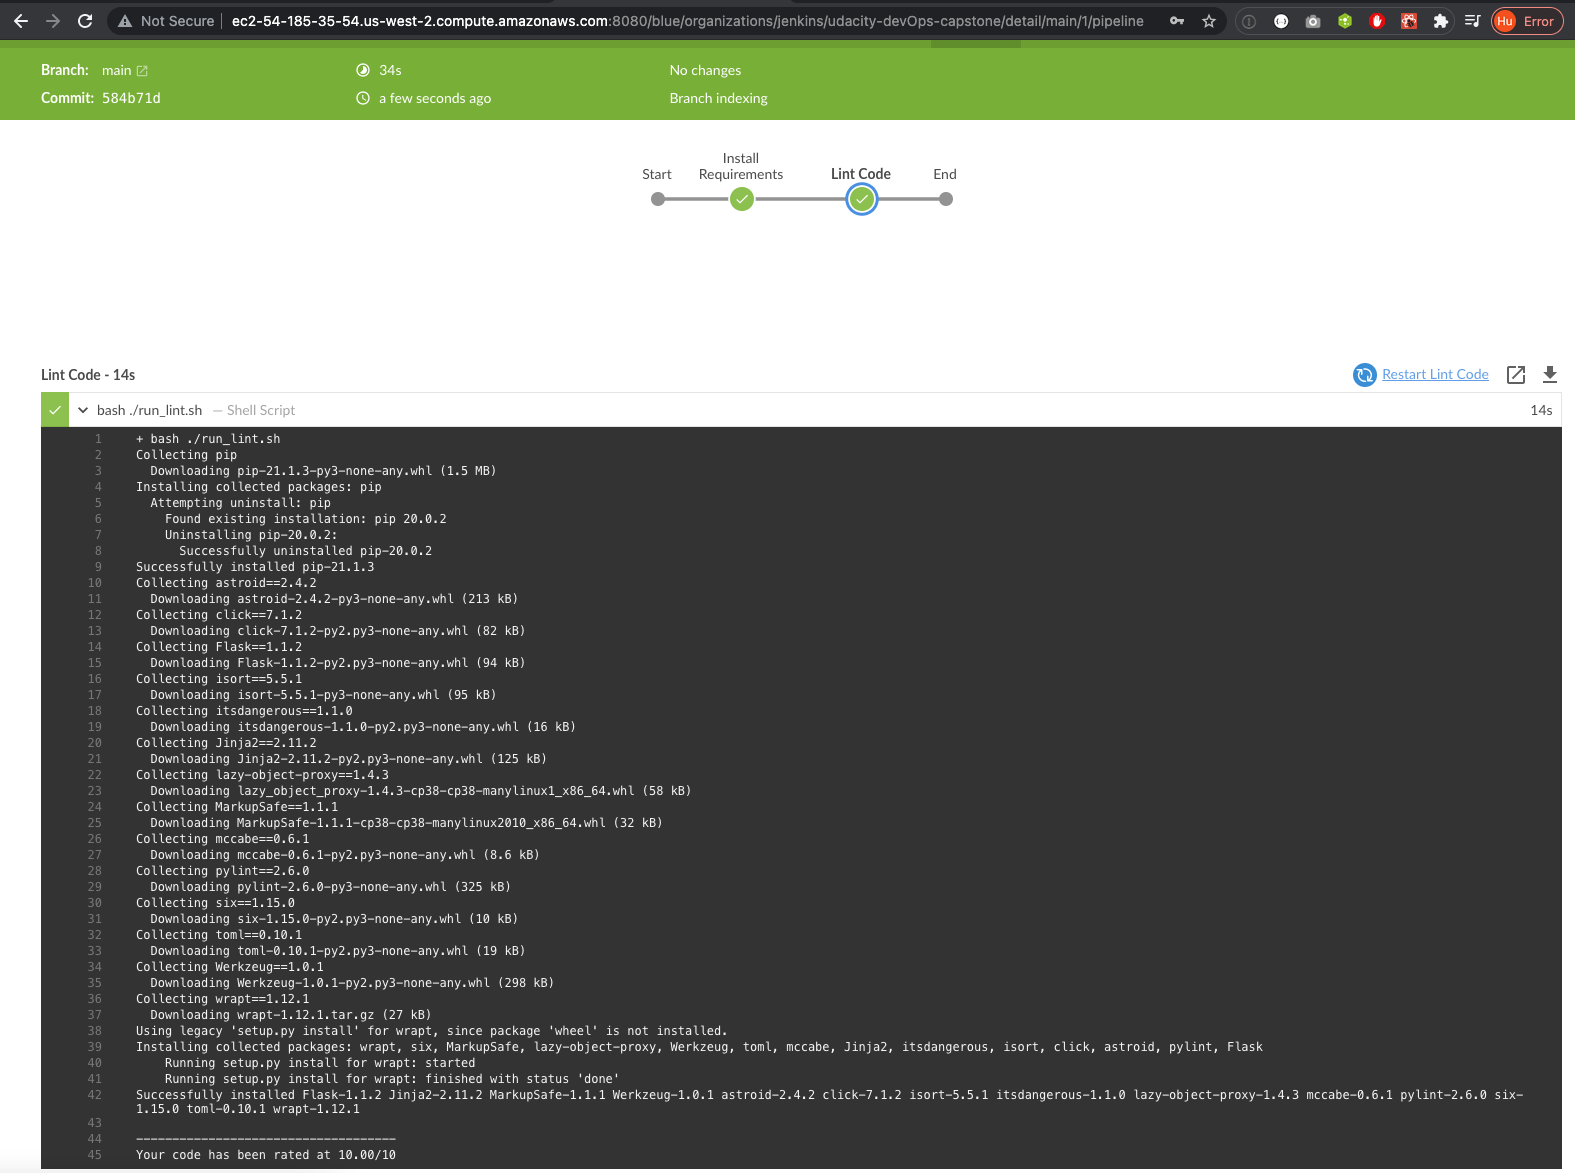 Not Secure | ec2-54-185-35-54.us-west-2.compute.amazonaws.com:8080/blue/organizations/jenkins/udacity-devOps-capstone/detail/main/1/pipeline
Hu Error
Branch: main 34s No changes
Commit: 584b71d a few seconds ago Branch indexing
Start Install Requirements Lint Code End
Lint Code - 14s Restart Lint Code
bash ./run_lint.sh — Shell Script 14s
1 + bash ./run_lint.sh
2 Collecting pip
3 Downloading pip-21.1.3-py3-none-any.whl (1.5 MB)
4 Installing collected packages: pip
5 Attempting uninstall: pip
6 Found existing installation: pip 20.0.2
7 Uninstalling pip-20.0.2:
8 Successfully uninstalled pip-20.0.2
9 Successfully installed pip-21.1.3
10 Collecting astroid==2.4.2
11 Downloading astroid-2.4.2-py3-none-any.whl (213 kB)
12 Collecting click==7.1.2
13 Downloading click-7.1.2-py2.py3-none-any.whl (82 kB)
14 Collecting Flask==1.1.2
15 Downloading Flask-1.1.2-py2.py3-none-any.whl (94 kB)
16 Collecting isort==5.5.1
17 Downloading isort-5.5.1-py3-none-any.whl (95 kB)
18 Collecting itsdangerous==1.1.0
19 Downloading itsdangerous-1.1.0-py2.py3-none-any.whl (16 kB)
20 Collecting Jinja2==2.11.2
21 Downloading Jinja2-2.11.2-py2.py3-none-any.whl (125 kB)
22 Collecting lazy-object-proxy==1.4.3
23 Downloading lazy_object_proxy-1.4.3-cp38-cp38-manylinux1_x86_64.whl (58 kB)
24 Collecting MarkupSafe==1.1.1
25 Downloading MarkupSafe-1.1.1-cp38-cp38-manylinux2010_x86_64.whl (32 kB)
26 Collecting mccabe==0.6.1
27 Downloading mccabe-0.6.1-py2.py3-none-any.whl (8.6 kB)
28 Collecting pylint==2.6.0
29 Downloading pylint-2.6.0-py3-none-any.whl (325 kB)
30 Collecting six==1.15.0
31 Downloading six-1.15.0-py2.py3-none-any.whl (10 kB)
32 Collecting toml==0.10.1
33 Downloading toml-0.10.1-py2.py3-none-any.whl (19 kB)
34 Collecting Werkzeug==1.0.1
35 Downloading Werkzeug-1.0.1-py2.py3-none-any.whl (298 kB)
36 Collecting wrapt==1.12.1
37 Downloading wrapt-1.12.1.tar.gz (27 kB)
38 Using legacy 'setup.py install' for wrapt, since package 'wheel' is not installed.
39 Installing collected packages: wrapt, six, MarkupSafe, lazy-object-proxy, Werkzeug, toml, mccabe, Jinja2, itsdangerous, isort, click, astroid, pylint, Flask
40 Running setup.py install for wrapt: started
41 Running setup.py install for wrapt: finished with status 'done'
42 Successfully installed Flask-1.1.2 Jinja2-2.11.2 MarkupSafe-1.1.1 Werkzeug-1.0.1 astroid-2.4.2 click-7.1.2 isort-5.5.1 itsdangerous-1.1.0 lazy-object-proxy-1.4.3 mccabe-0.6.1 pylint-2.6.0 six-
1.15.0 toml-0.10.1 wrapt-1.12.1
43
44 ------------------------------------
45 Your code has been rated at 10.00/10